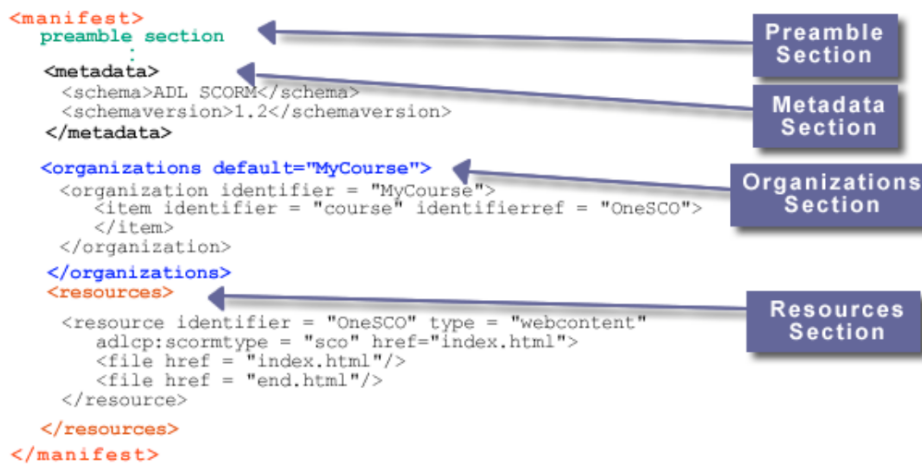 <manifest>
preamble section
:
<metadata>
<schema>ADL SCORM</schema>
<schemaversion>1.2</schemaversion>
</metadata>
<organizations default="MyCourse">
<organization identifier = "MyCourse">
<item identifier = "course" identifierref = "OneSCO">
</item>
</organization>
</organizations>
<resources>
<resource identifier = "OneSCO" type = "webcontent"
adlcp:scormtype = "sco" href="index.html">
<file href = "index.html"/>
<file href = "end.html"/>
</resource>
</resources>
</manifest>
Preamble
Section
Metadata
Section
Organizations
Section
Resources
Section